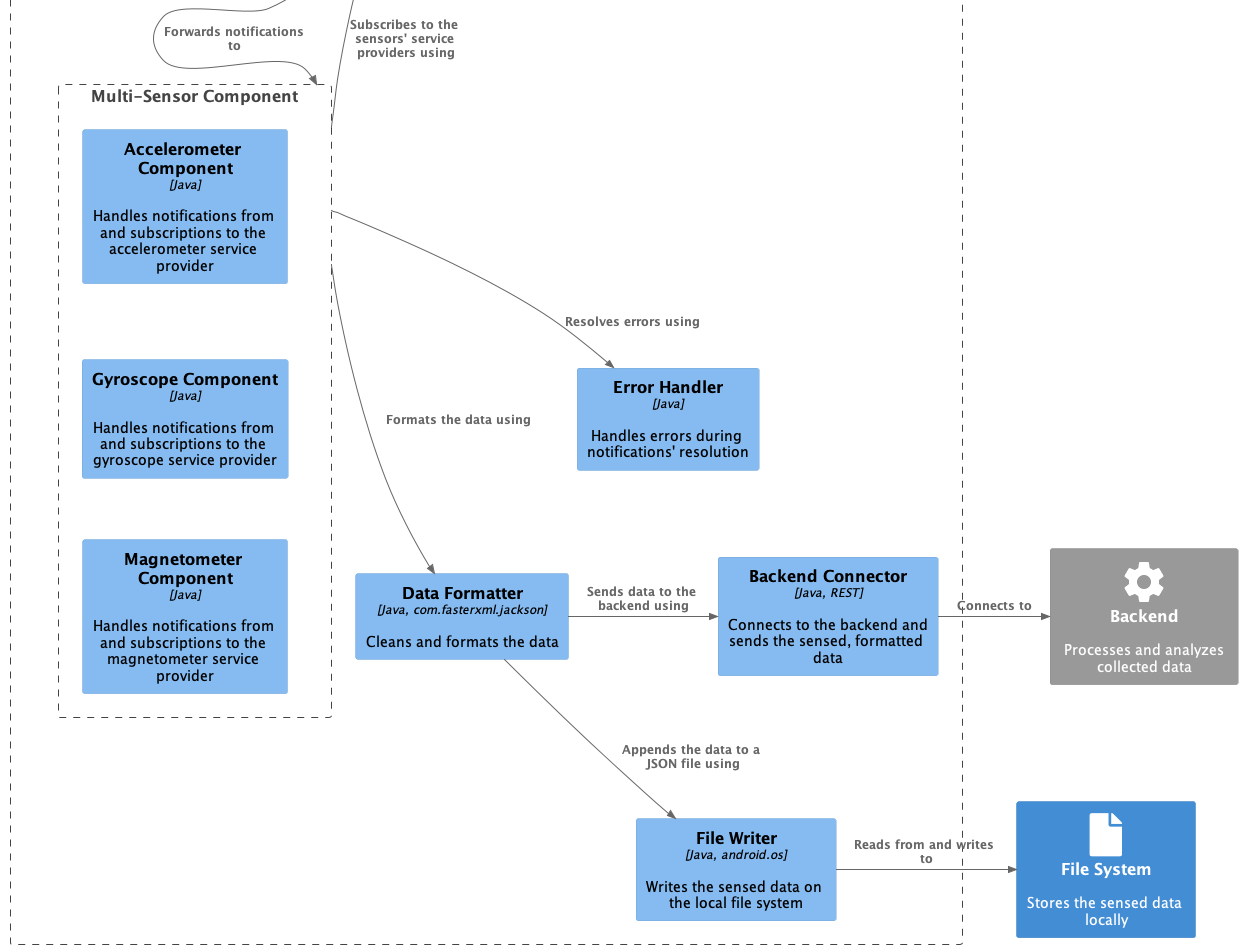 Forwards notifications
to
Subscribes to the
sensors' service
providers using
Multi-Sensor Component
Accelerometer
Component
[Java]
Handles notifications from
and subscriptions to the
accelerometer service
provider
Resolves errors using
Gyroscope Component
[Java]
Handles notifications from
and subscriptions to the
gyroscope service provider
Error Handler
[Java]
Handles errors during
notifications' resolution
Formats the data using
Magnetometer
Component
[Java]
Handles notifications from
and subscriptions to the
magnetometer service
provider
Data Formatter
[Java, com.fasterxml.jackson]
Cleans and formats the data
Sends data to the
backend using
Backend Connector
[Java, REST]
Connects to the backend and
sends the sensed, formatted
data
Connects to
Backend
Processes and analyzes
collected data
Appends the data to a
JSON file using
File Writer
[Java, android.os]
Writes the sensed data on
the local file system
Reads from and writes
to
File System
Stores the sensed data
locally